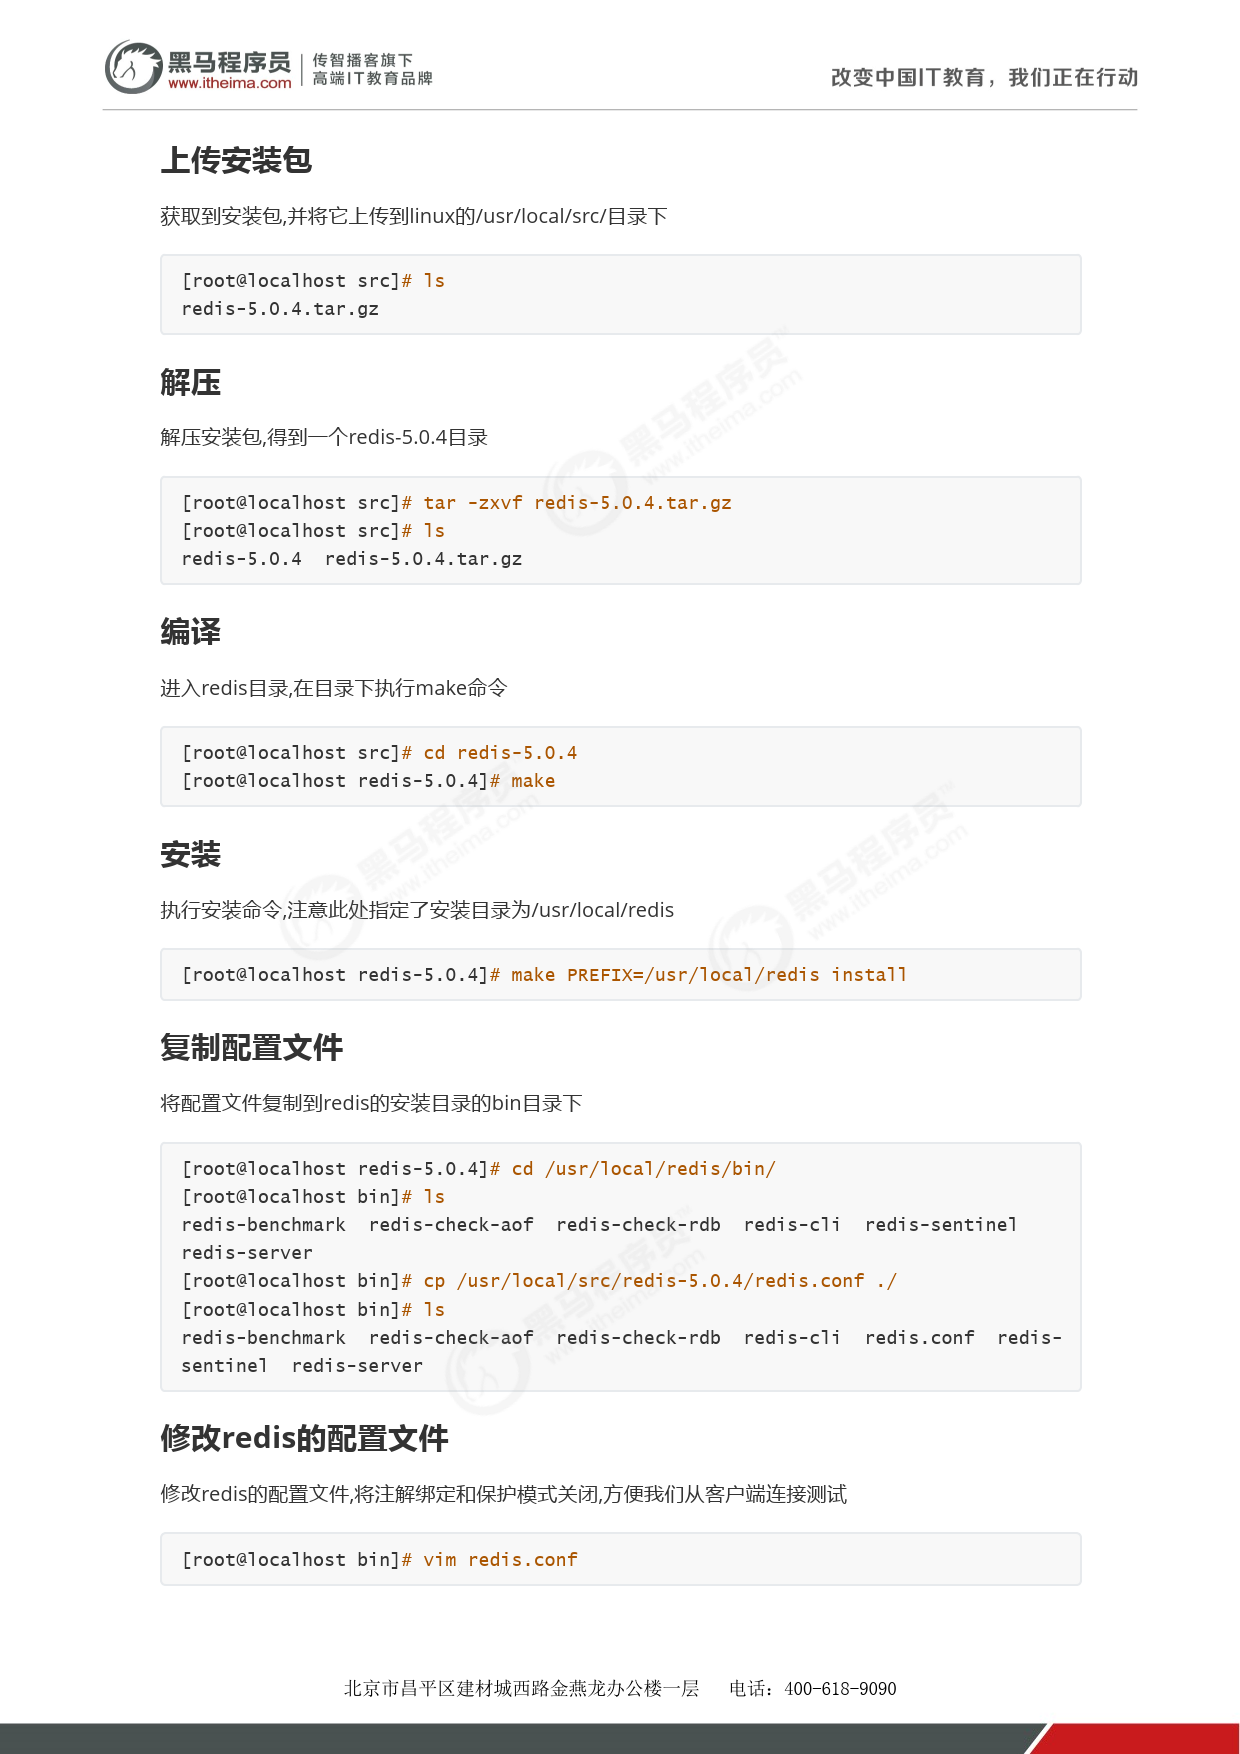 黑马程序员
www.itheima.com
传智播客旗下
高端IT教育品牌
改变中国IT教育，我们正在行动
上传安装包
获取到安装包,并将它上传到linux的/usr/local/src/目录下
[root@localhost src]# ls
redis-5.0.4.tar.gz
解压
解压安装包,得到一个redis-5.0.4目录
[root@localhost src]# tar -zxvf redis-5.0.4.tar.gz
[root@localhost src]# ls
redis-5.0.4  redis-5.0.4.tar.gz
编译
进入redis目录,在目录下执行make命令
[root@localhost src]# cd redis-5.0.4
[root@localhost redis-5.0.4]# make
安装
执行安装命令,注意此处指定了安装目录为/usr/local/redis
[root@localhost redis-5.0.4]# make PREFIX=/usr/local/redis install
复制配置文件
将配置文件复制到redis的安装目录的bin目录下
[root@localhost redis-5.0.4]# cd /usr/local/redis/bin/
[root@localhost bin]# ls
redis-benchmark  redis-check-aof  redis-check-rdb  redis-cli  redis-sentinel
redis-server
[root@localhost bin]# cp /usr/local/src/redis-5.0.4/redis.conf ./
[root@localhost bin]# ls
redis-benchmark  redis-check-aof  redis-check-rdb  redis-cli  redis.conf  redis-
sentinel  redis-server
修改redis的配置文件
修改redis的配置文件,将注解绑定和保护模式关闭,方便我们从客户端连接测试
[root@localhost bin]# vim redis.conf
北京市昌平区建材城西路金燕龙办公楼一层  电话：400-618-9090